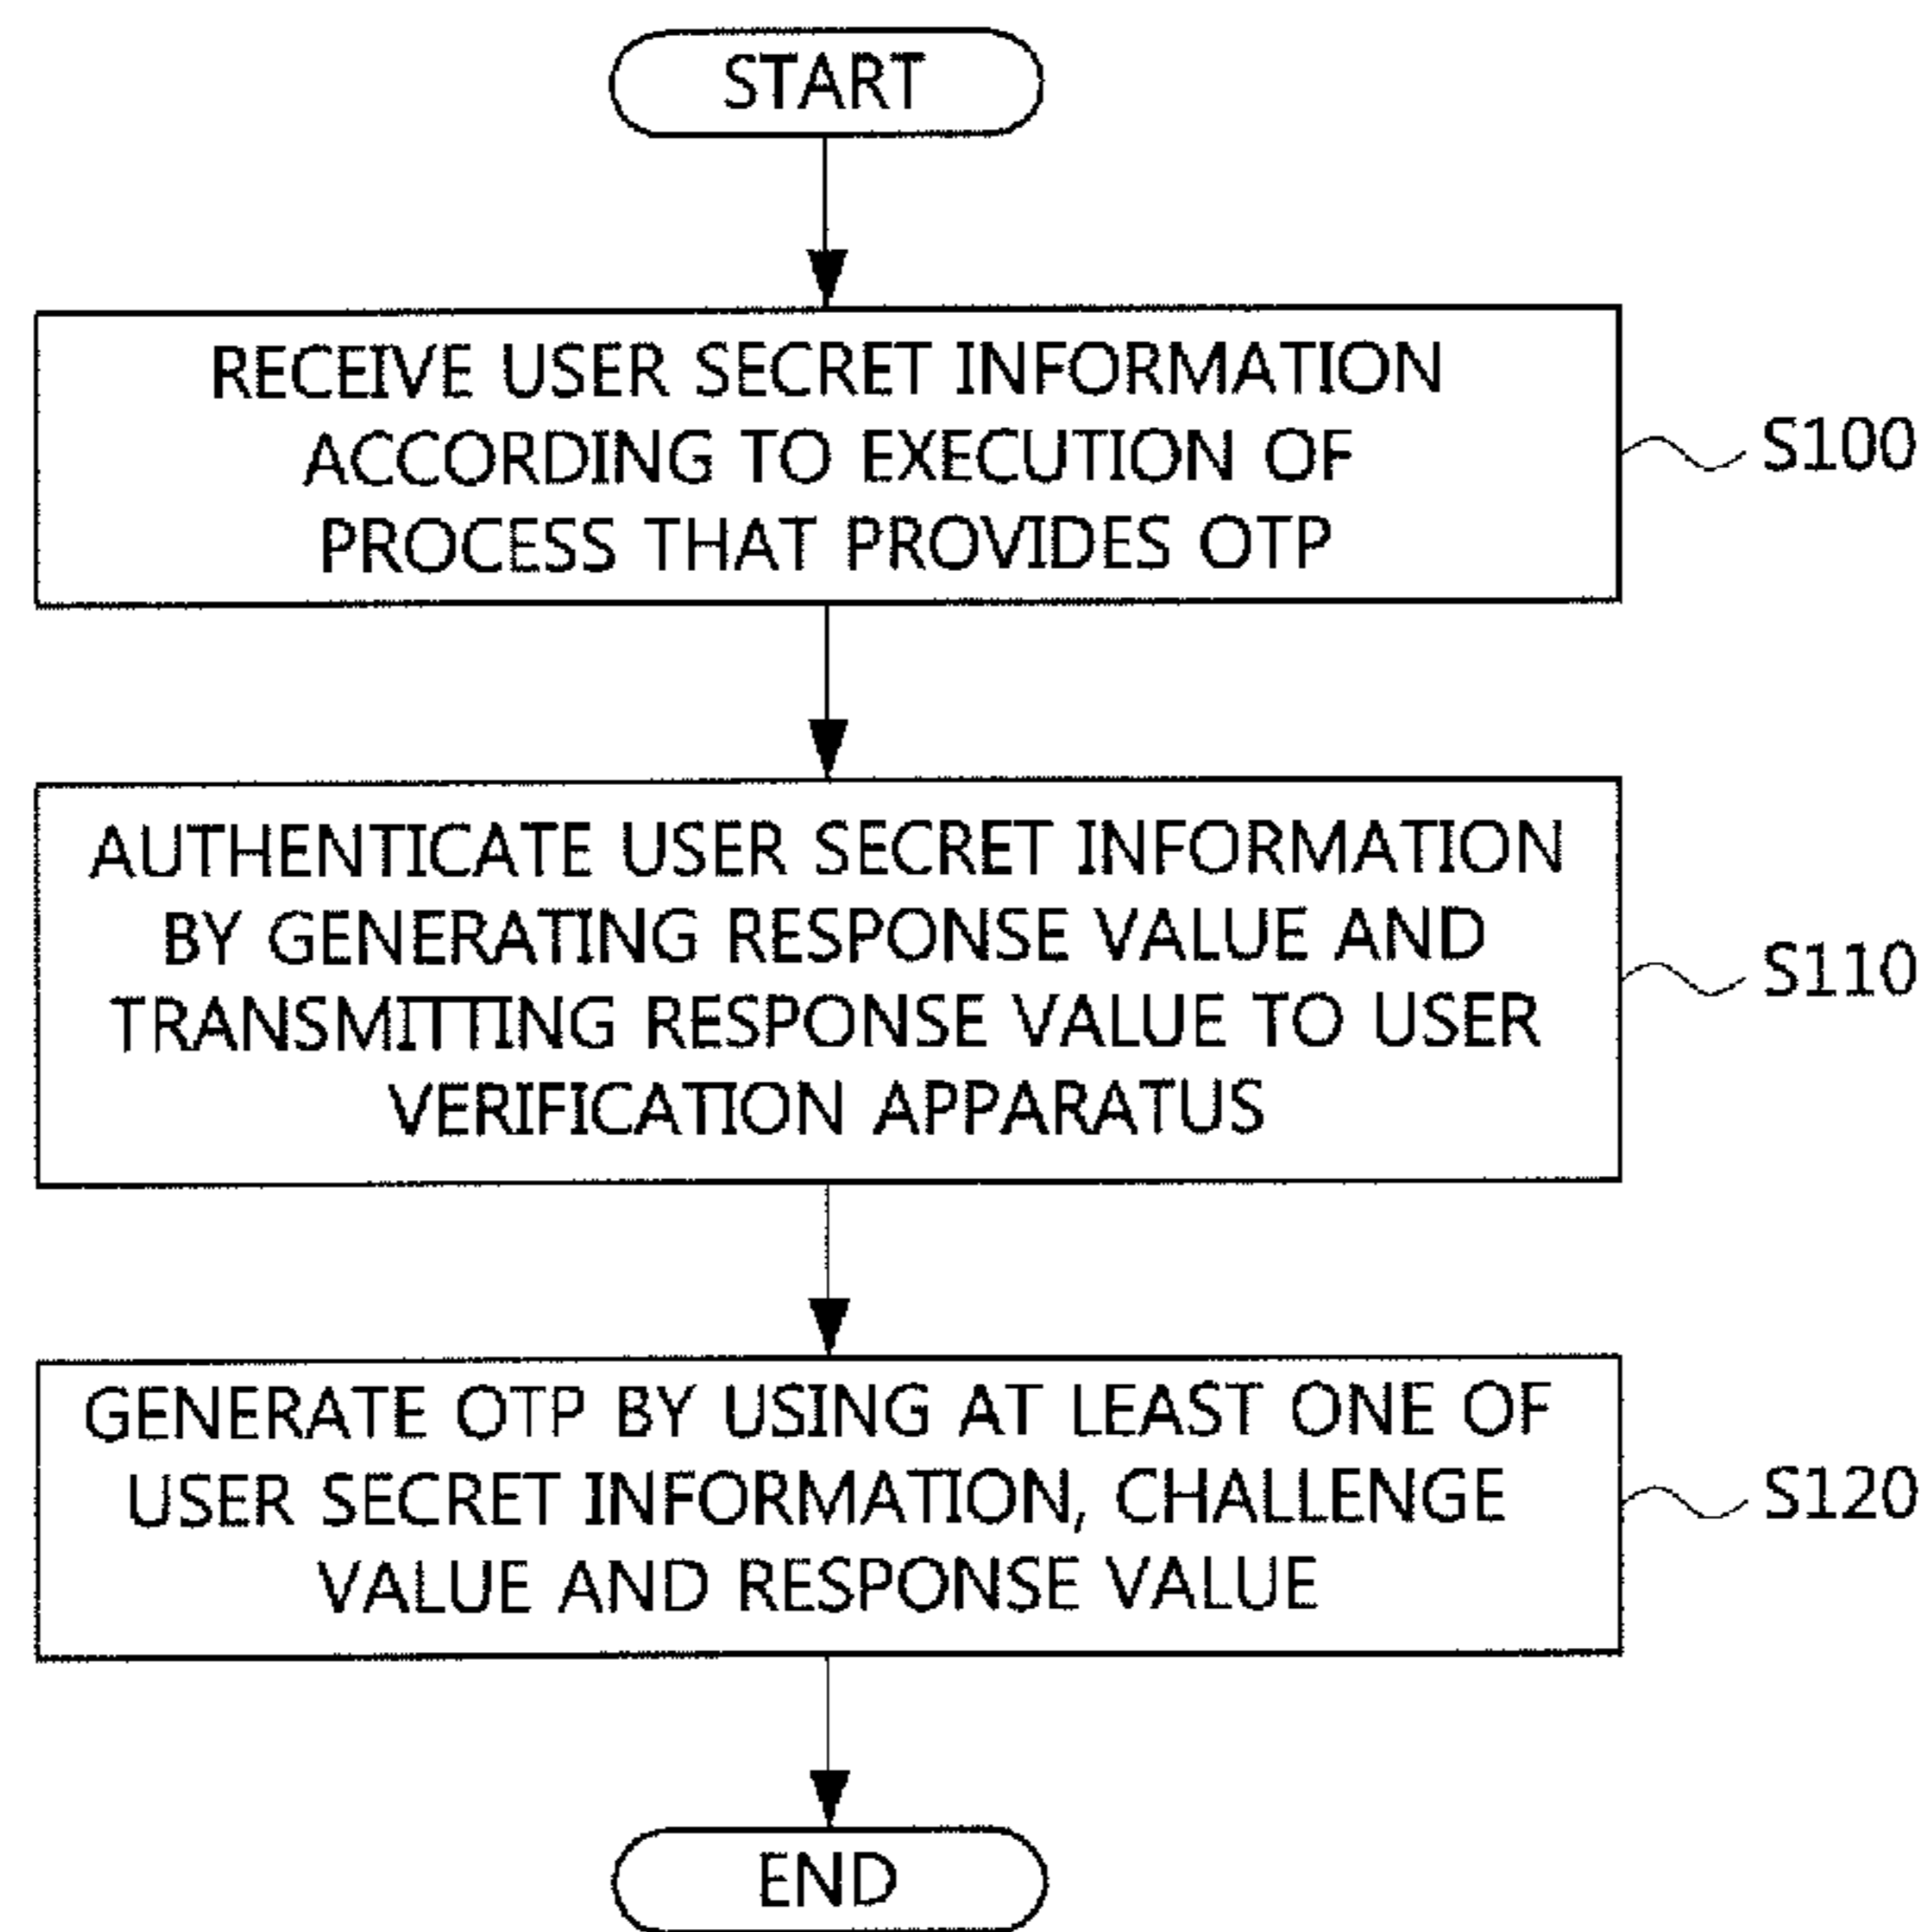 START
RECEIVE USER SECRET INFORMATION
ACCORDING TO EXECUTION OF
PROCESS THAT PROVIDES OTP
S100
AUTHENTICATE USER SECRET INFORMATION
BY GENERATING RESPONSE VALUE AND
TRANSMITTING RESPONSE VALUE TO USER
VERIFICATION APPARATUS
S110
GENERATE OTP BY USING AT LEAST ONE OF
USER SECRET INFORMATION, CHALLENGE
VALUE AND RESPONSE VALUE
S120
END